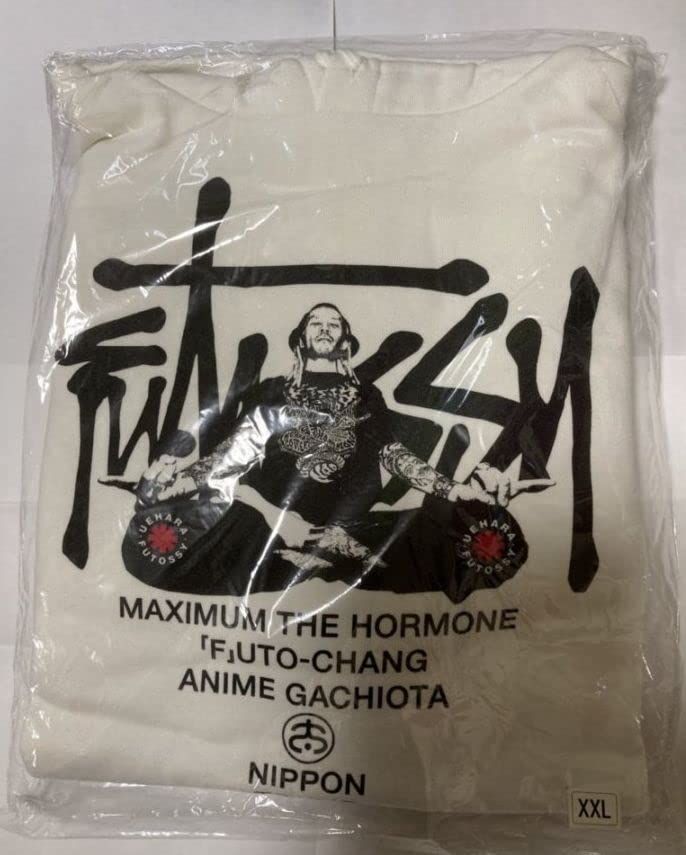 FUTOSSY
UEHARA FUTOSSY
UEHARA FUTOSSY
MAXIMUM THE HORMONE
「F」UTO-CHANG
ANIME GACHIOTA
NIPPON
XXL